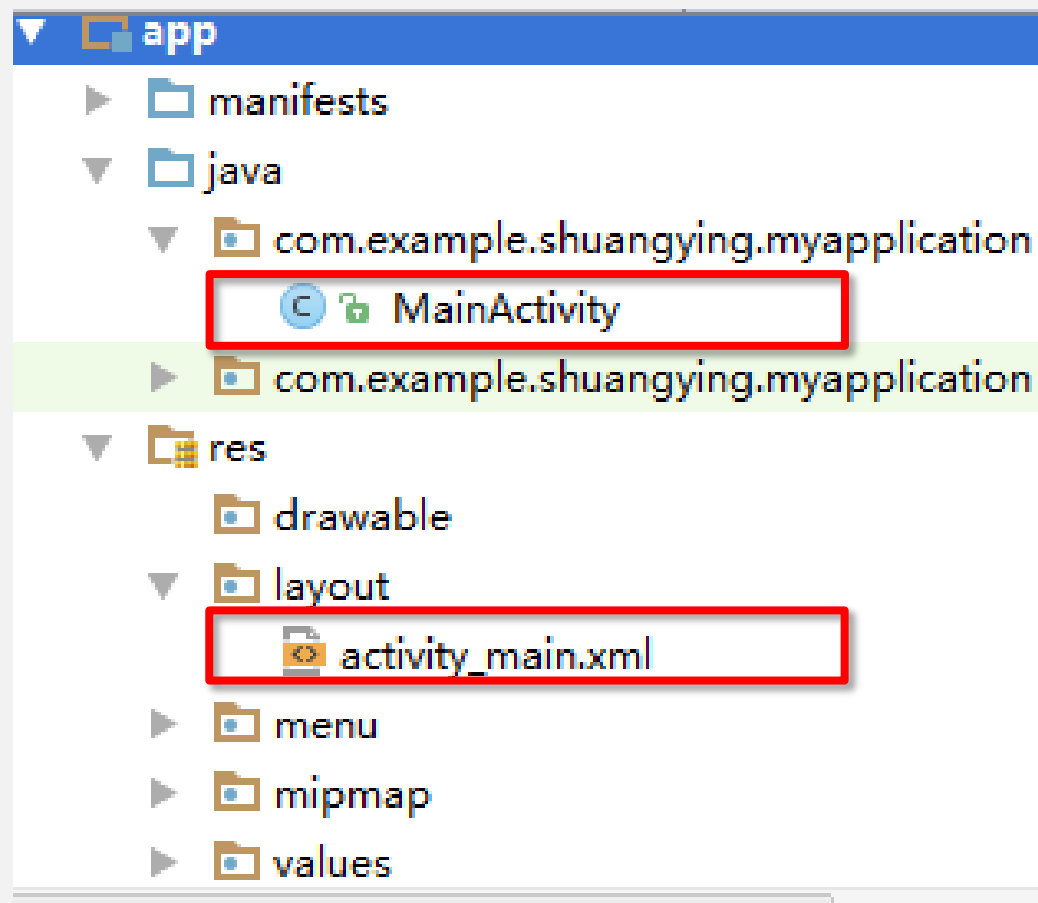 app
manifests
java
com.example.shuangying.myapplication
C MainActivity
com.example.shuangying.myapplication
res
drawable
layout
<> activity_main.xml
menu
mipmap
values